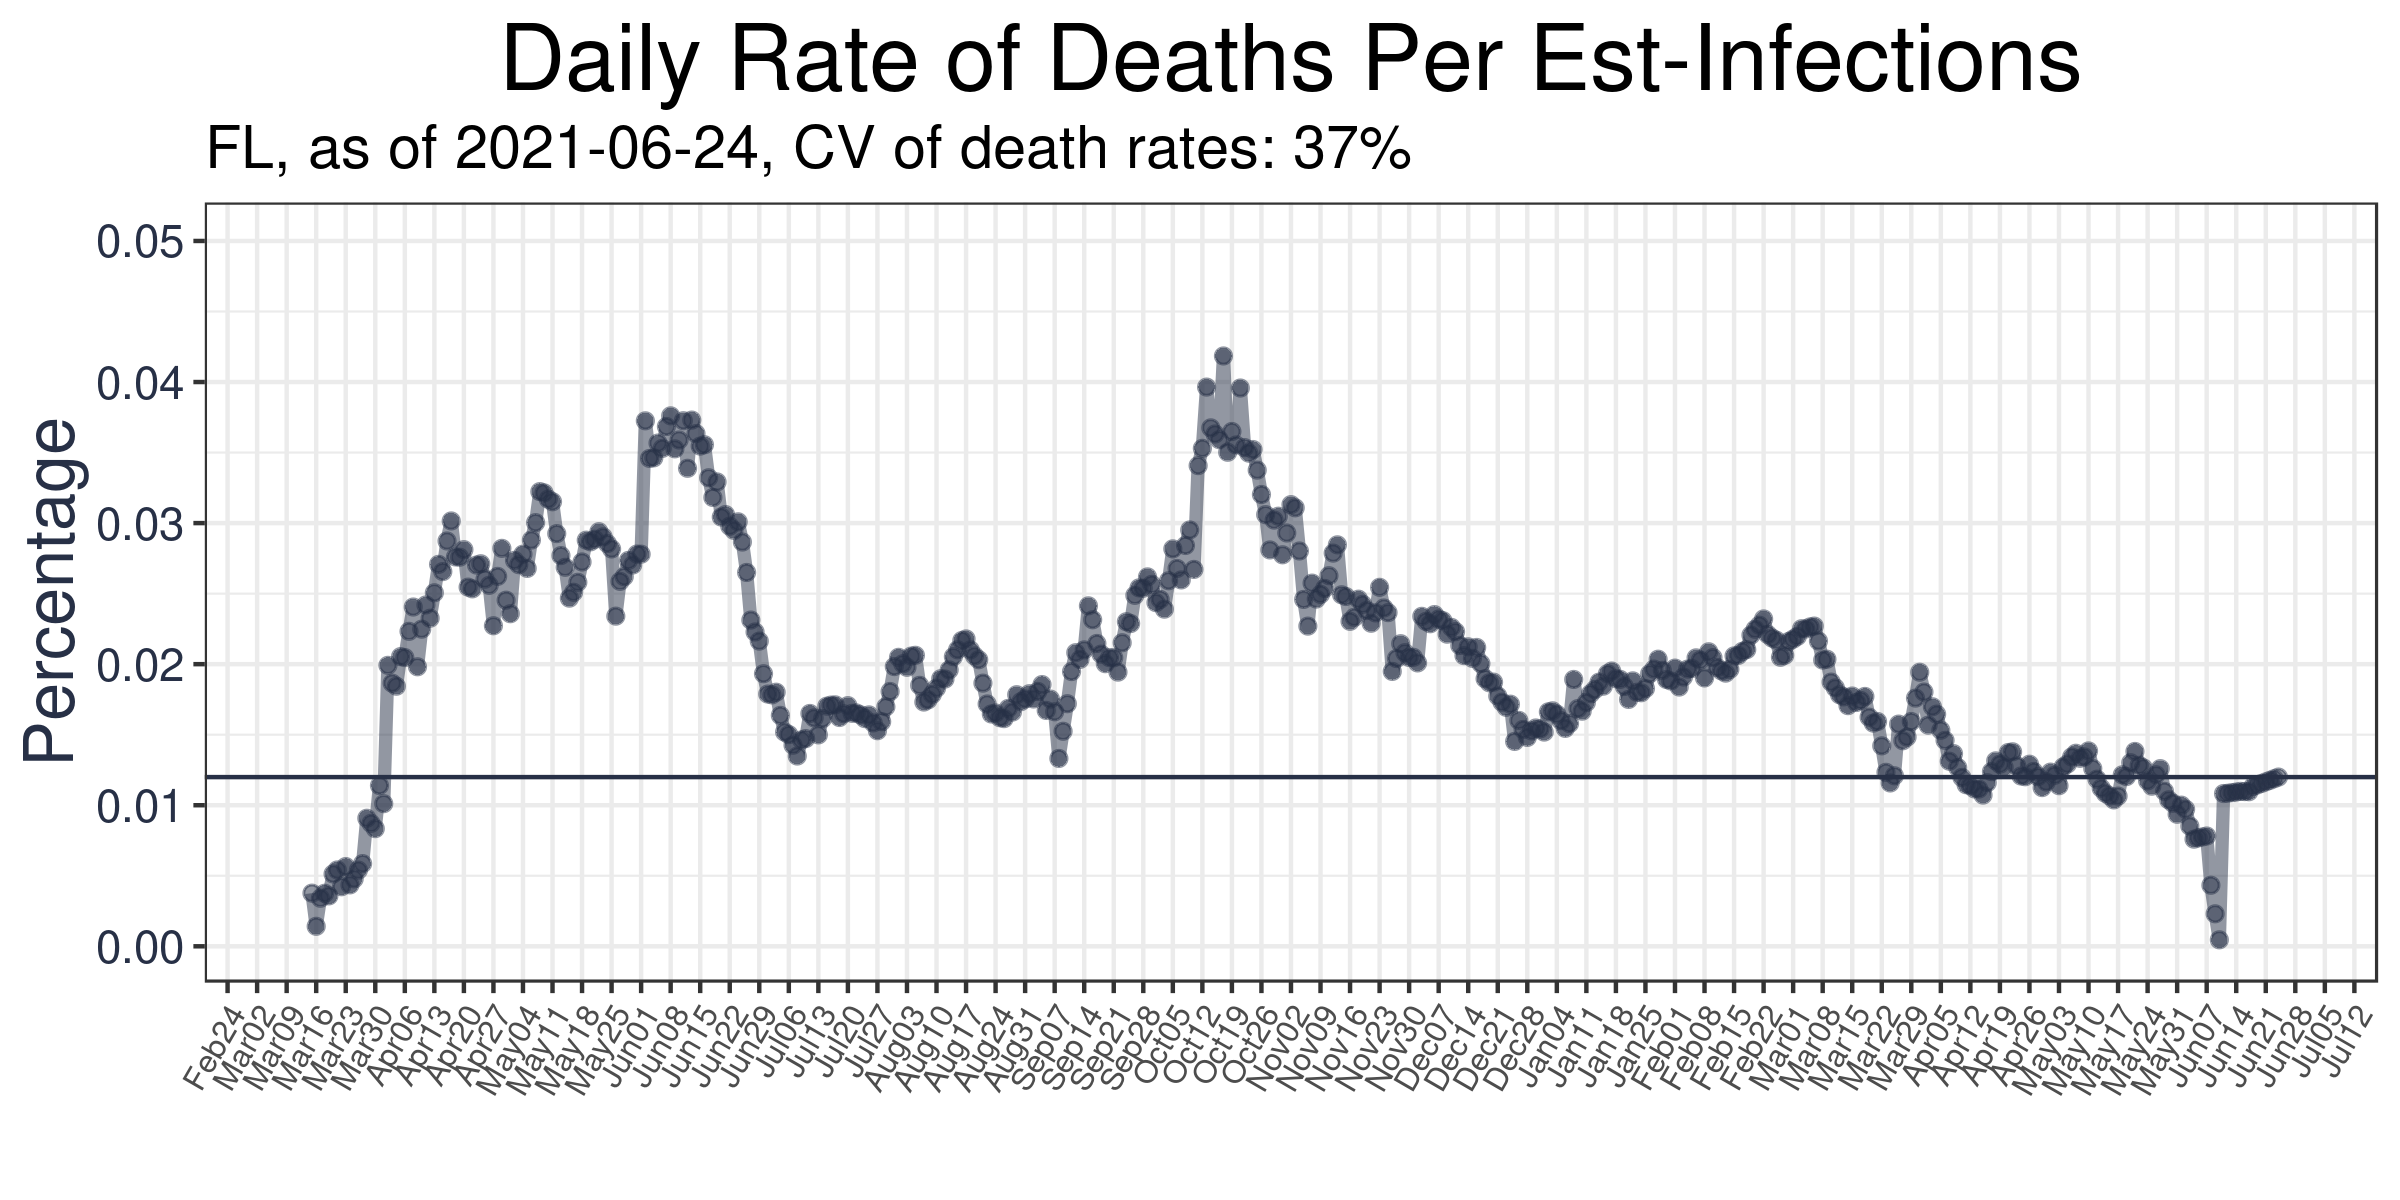 Daily Rate of Deaths Per Est-Infections
FL, as of 2021-06-24, CV of death rates: 37%
Percentage
0.05
0.04
0.03
0.02
0.01
0.00
Feb24
Mar02
Mar09
Mar16
Mar23
Mar30
Apr06
Apr13
Apr20
Apr27
May04
May11
May18
May25
Jun01
Jun08
Jun15
Jun22
Jun29
Jul06
Jul13
Jul20
Jul27
Aug03
Aug10
Aug17
Aug24
Aug31
Sep07
Sep14
Sep21
Sep28
Oct05
Oct12
Oct19
Oct26
Nov02
Nov09
Nov16
Nov23
Nov30
Dec07
Dec14
Dec21
Dec28
Jan04
Jan11
Jan18
Jan25
Feb01
Feb08
Feb15
Feb22
Mar01
Mar08
Mar15
Mar22
Mar29
Apr05
Apr12
Apr19
Apr26
May03
May10
May17
May24
May31
Jun07
Jun14
Jun21
Jun28
Jul05
Jul12